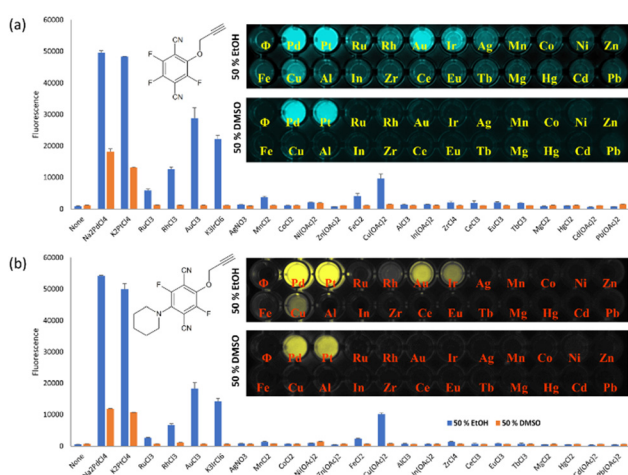 (a)
60000
50000
40000
30000
20000
10000
0
Fluorescence
CN
O
F
F
F
CN
50 % EtOH
Φ Pd Pt Ru Rh Au Ir Ag Mn Co Ni Zn
Fe Cu Al In Zr Ce Eu Tb Mg Hg Cd Pb
50 % DMSO
Φ Pd Pt Ru Rh Au Ir Ag Mn Co Ni Zn
Fe Cu Al In Zr Ce Eu Tb Mg Hg Cd Pb
None Na2PdCl4 K2PtCl4 RuCl3 RhCl3 AuCl3 K3IrCl6 AgNO3 MnCl2 CoCl2 Ni(OAc)2 Zn(OAc)2 FeCl2 Cu(OAc)2 AlCl3 In(OAc)2 ZrCl4 CeCl3 EuCl3 TbCl3 MgCl2 HgCl2 Cd(OAc)2 Pb(OAc)2
(b)
60000
50000
40000
30000
20000
10000
0
Fluorescence
CN
F
O
N
F
CN
50 % EtOH
Φ Pd Pt Ru Rh Au Ir Ag Mn Co Ni Zn
Fe Cu Al In Zr Ce Eu Tb Mg Hg Cd Pb
50 % DMSO
Φ Pd Pt Ru Rh Au Ir Ag Mn Co Ni Zn
Fe Cu Al In Zr Ce Eu Tb Mg Hg Cd Pb
50 % EtOH 50 % DMSO
None Na2PdCl4 K2PtCl4 RuCl3 RhCl3 AuCl3 K3IrCl6 AgNO3 MnCl2 CoCl2 Ni(OAc)2 Zn(OAc)2 FeCl2 Cu(OAc)2 AlCl3 In(OAc)2 ZrCl4 CeCl3 EuCl3 TbCl3 MgCl2 HgCl2 Cd(OAc)2 Pb(OAc)2